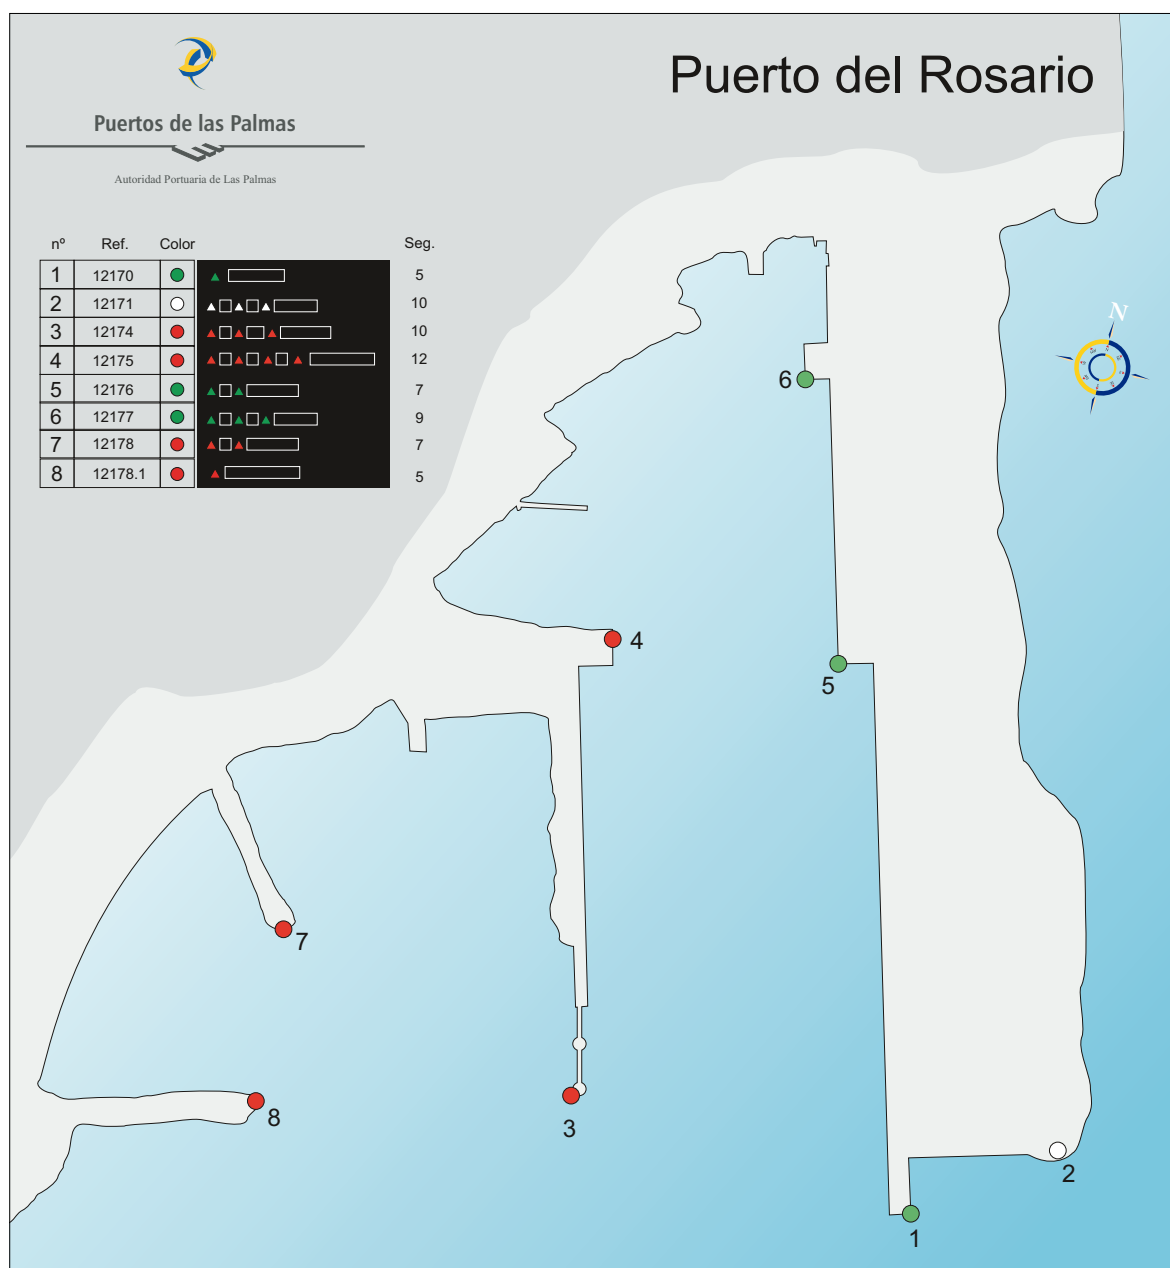 Puerto del Rosario
Puertos de las Palmas
Autoridad Portuaria de Las Palmas
nº Ref. Color Seg.
1 12170 5
2 12171 10
3 12174 10
4 12175 12
5 12176 7
6 12177 9
7 12178 7
8 12178.1 5
N
6
4
5
7
8
3
2
1